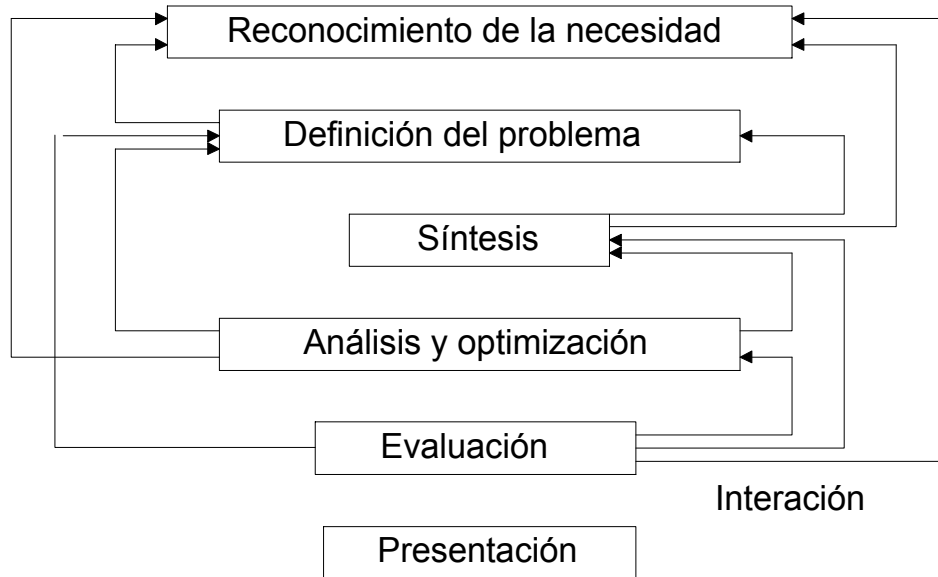 Reconocimiento de la necesidad
Definición del problema
Síntesis
Análisis y optimización
Evaluación
Interación
Presentación